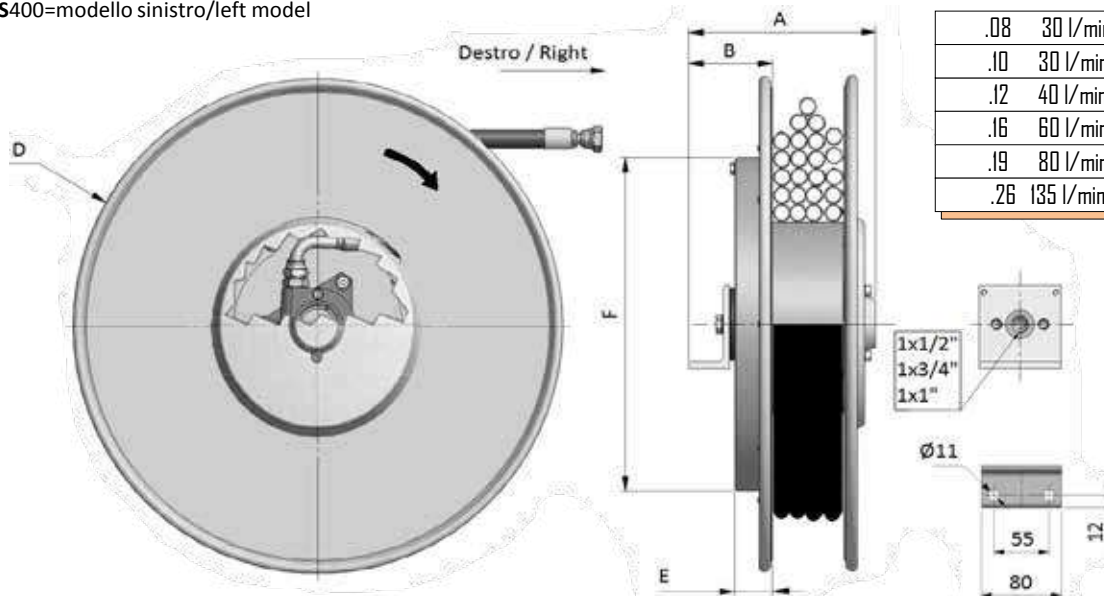 S400=modello sinistro/left model
Destro / Right
A
B
D
F
E
.08 30 l/min
.10 30 l/min
.12 40 l/min
.16 60 l/min
.19 80 l/min
.26 135 l/min
1x1/2"
1x3/4"
1x1"
Ø11
12
55
80